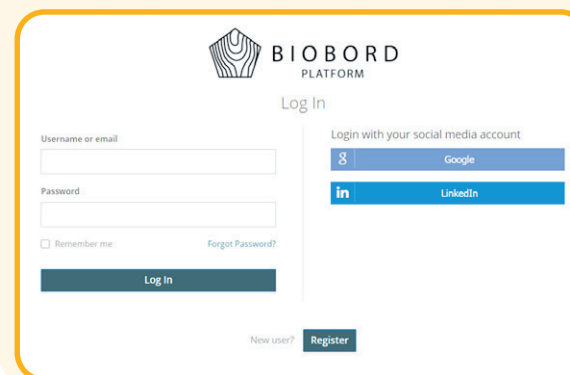 BIOBORD
PLATFORM
Log In
Username or email
Password
Remember me
Forgot Password?
Log In
Login with your social media account
g Google
in LinkedIn
New user?
Register